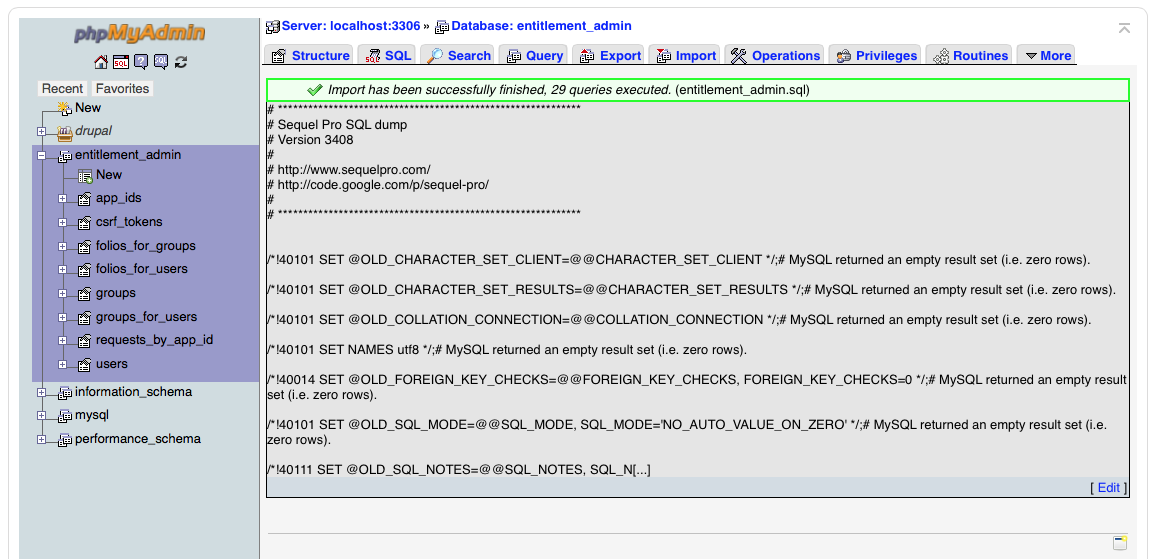 phpMyAdmin
Recent Favorites
New
drupal
entitlement_admin
New
app_ids
csrf_tokens
folios_for_groups
folios_for_users
groups
groups_for_users
requests_by_app_id
users
information_schema
mysql
performance_schema
Server: localhost:3306 » Database: entitlement_admin
Structure SQL Search Query Export Import Operations Privileges Routines More
Import has been successfully finished, 29 queries executed. (entitlement_admin.sql)
# ************************************************************
# Sequel Pro SQL dump
# Version 3408
#
# http://www.sequelpro.com/
# http://code.google.com/p/sequel-pro/
#
# ************************************************************
/*!40101 SET @OLD_CHARACTER_SET_CLIENT=@@CHARACTER_SET_CLIENT */;# MySQL returned an empty result set (i.e. zero rows).
/*!40101 SET @OLD_CHARACTER_SET_RESULTS=@@CHARACTER_SET_RESULTS */;# MySQL returned an empty result set (i.e. zero rows).
/*!40101 SET @OLD_COLLATION_CONNECTION=@@COLLATION_CONNECTION */;# MySQL returned an empty result set (i.e. zero rows).
/*!40101 SET NAMES utf8 */;# MySQL returned an empty result set (i.e. zero rows).
/*!40014 SET @OLD_FOREIGN_KEY_CHECKS=@@FOREIGN_KEY_CHECKS, FOREIGN_KEY_CHECKS=0 */;# MySQL returned an empty result
set (i.e. zero rows).
/*!40101 SET @OLD_SQL_MODE=@@SQL_MODE, SQL_MODE='NO_AUTO_VALUE_ON_ZERO' */;# MySQL returned an empty result set (i.e.
zero rows).
/*!40111 SET @OLD_SQL_NOTES=@@SQL_NOTES, SQL_N[...]
[ Edit ]